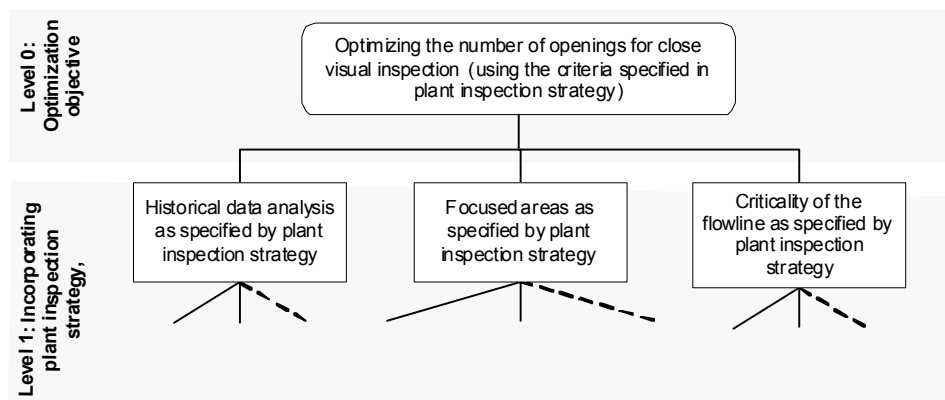 Level 0:
Optimization
objective
Optimizing the number of openings for close
visual inspection (using the criteria specified in
plant inspection strategy)
Level 1: Incorporating
plant inspection
strategy,
Historical data analysis
as specified by plant
inspection strategy
Focused areas as
specified by plant
inspection strategy
Criticality of the
flowline as specified by
plant inspection
strategy